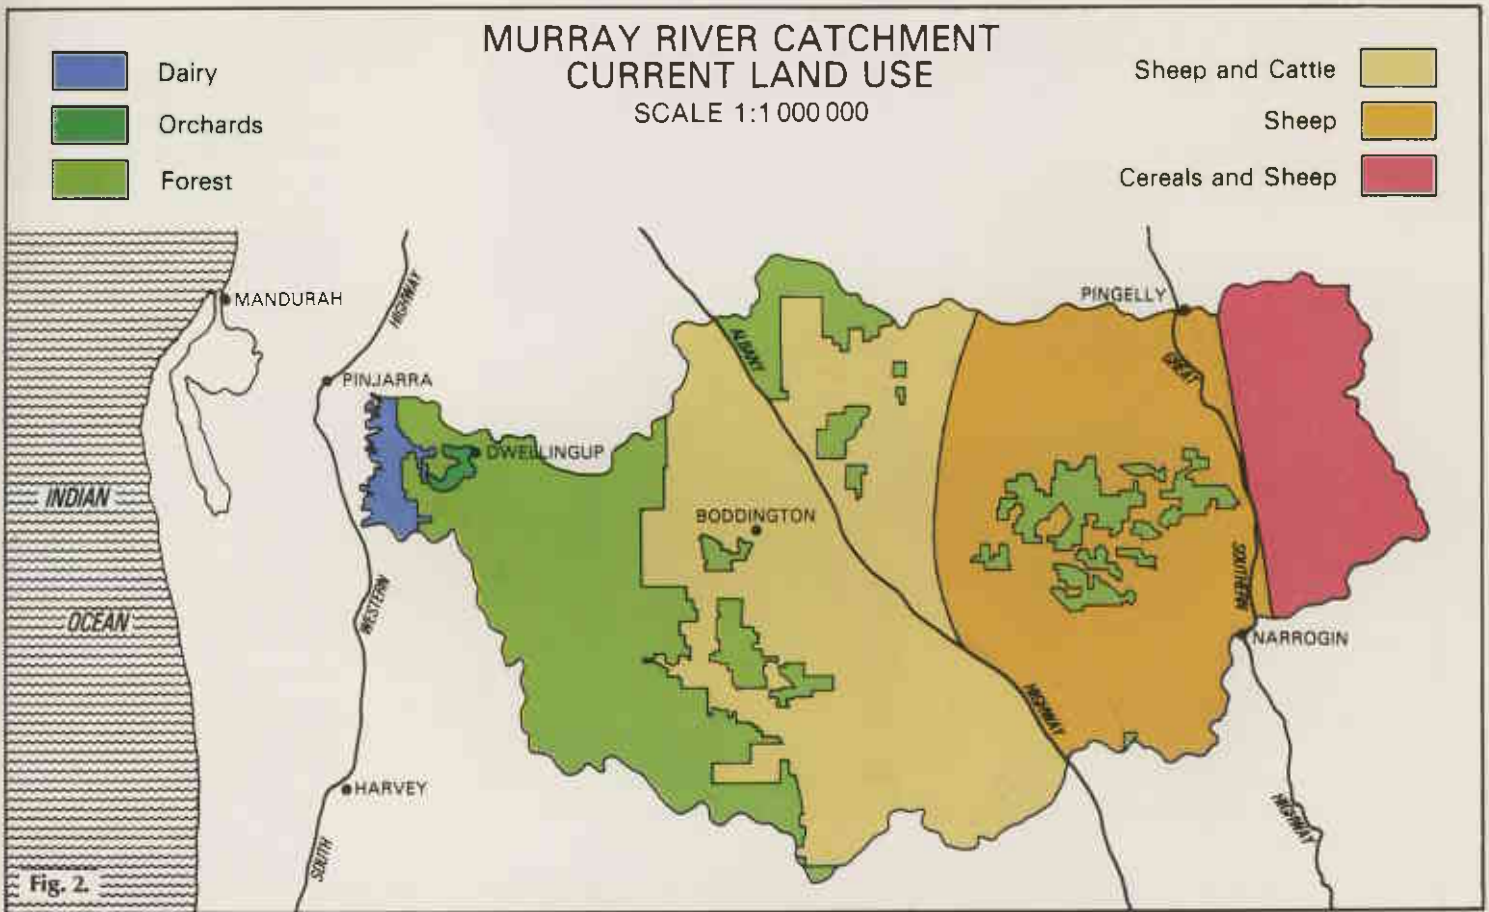 MURRAY RIVER CATCHMENT
CURRENT LAND USE
SCALE 1:1 000 000
Dairy
Orchards
Forest
Sheep and Cattle
Sheep
Cereals and Sheep
MANDURAH
HIGHWAY
PINJARRA
ALBANY
PINGELLY
GREAT
DWELLINGUP
INDIAN
BODDINGTON
OCEAN
WESTERN
SOUTHERN
NARROGIN
HIGHWAY
HARVEY
HIGHWAY
SOUTH
Fig. 2.